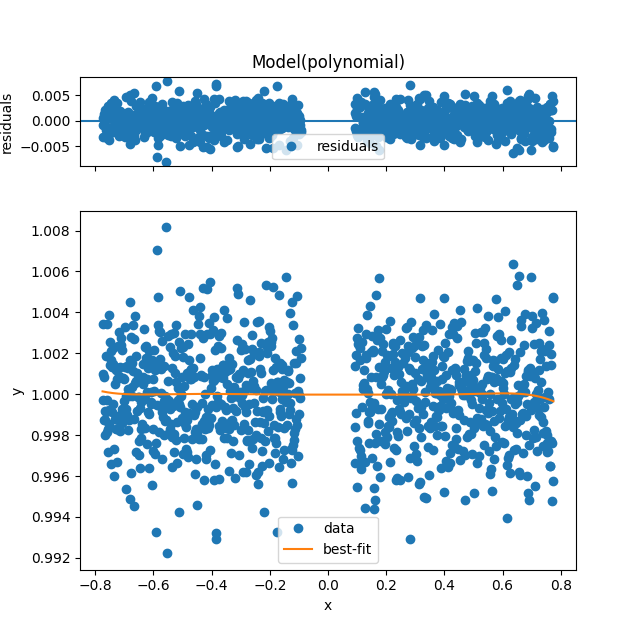 Model(polynomial)
residuals
0.005
0.000
−0.005
residuals
y
1.008
1.006
1.004
1.002
1.000
0.998
0.996
0.994
0.992
data
best-fit
−0.8 −0.6 −0.4 −0.2 0.0 0.2 0.4 0.6 0.8
x